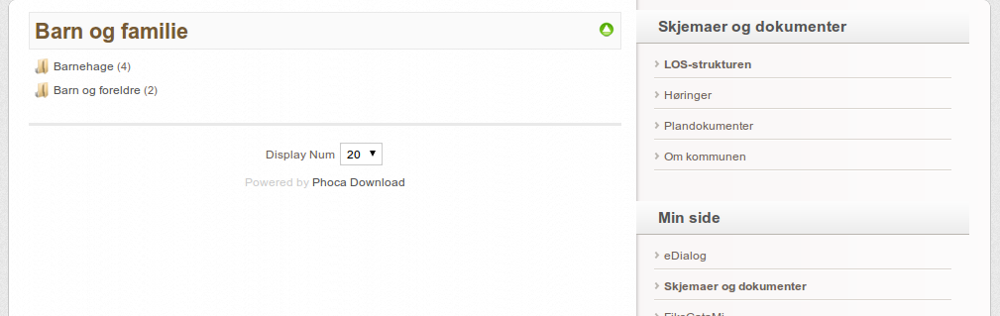 Barn og familie
Barnehage (4)
Barn og foreldre (2)
Display Num 20
Powered by Phoca Download
Skjemaer og dokumenter
LOS-strukturen
Høringer
Plandokumenter
Om kommunen
Min side
eDialog
Skjemaer og dokumenter